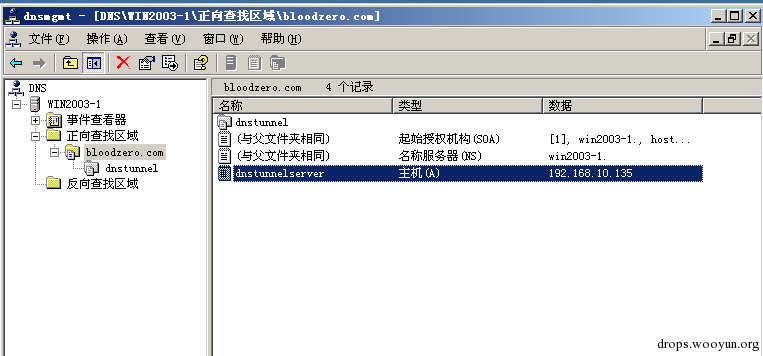 dnsmgmt - [DNS\WIN2003-1\正向查找区域\bloodzero.com]
文件(F) 操作(A) 查看(V) 窗口(W) 帮助(H)
DNS
WIN2003-1
事件查看器
正向查找区域
bloodzero.com
dnstunnel
反向查找区域
bloodzero.com 4 个记录
名称 类型 数据
dnstunnel
(与父文件夹相同) 起始授权机构(SOA) [1], win2003-1., host...
(与父文件夹相同) 名称服务器(NS) win2003-1.
dnstunnelserver 主机(A) 192.168.10.135
drops.wooyun.org